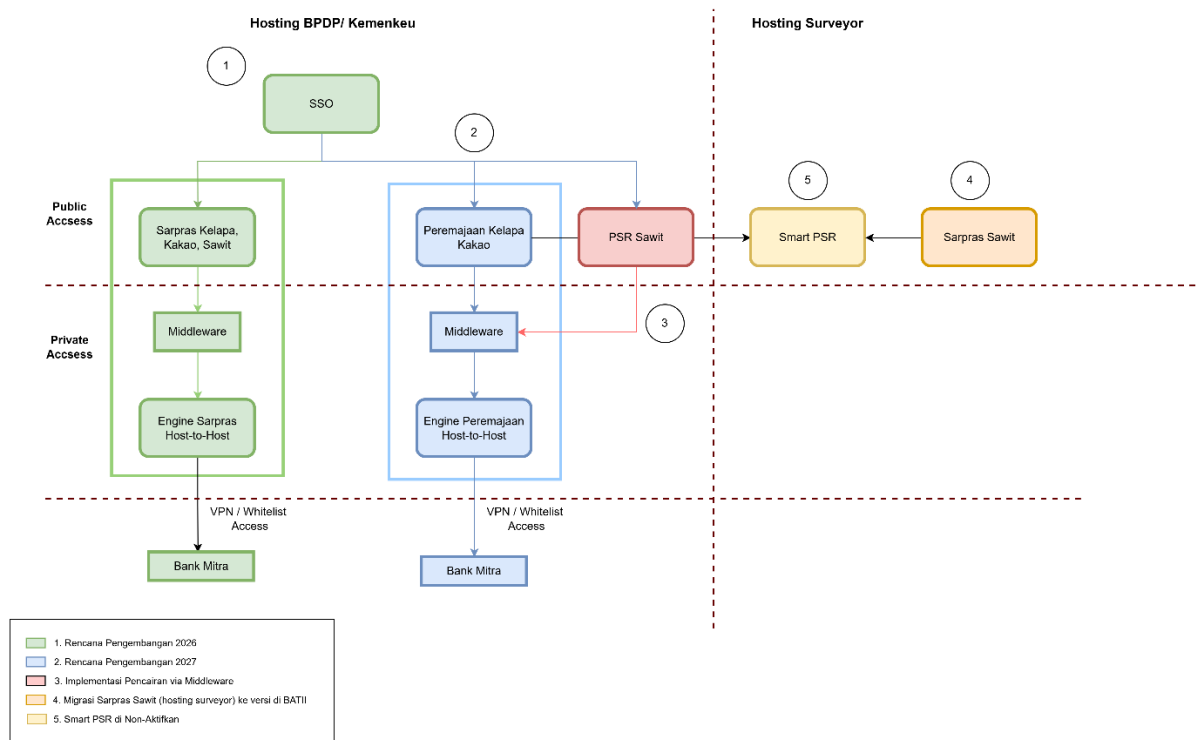 Hosting BPDP/ Kemenkeu
Hosting Surveyor
1
SSO
2
5
4
Public
Accsess
Sarpras Kelapa,
Kakao, Sawit
Peremajaan Kelapa
Kakao
PSR Sawit
Smart PSR
Sarpras Sawit
Private
Accsess
Middleware
Middleware
3
Engine Sarpras
Host-to-Host
Engine Peremajaan
Host-to-Host
VPN / Whitelist
Access
VPN / Whitelist
Access
Bank Mitra
Bank Mitra
1. Rencana Pengembangan 2026
2. Rencana Pengembangan 2027
3. Implementasi Pencairan via Middleware
4. Migrasi Sarpras Sawit (hosting surveyor) ke versi di BATII
5. Smart PSR di Non-Aktifkan